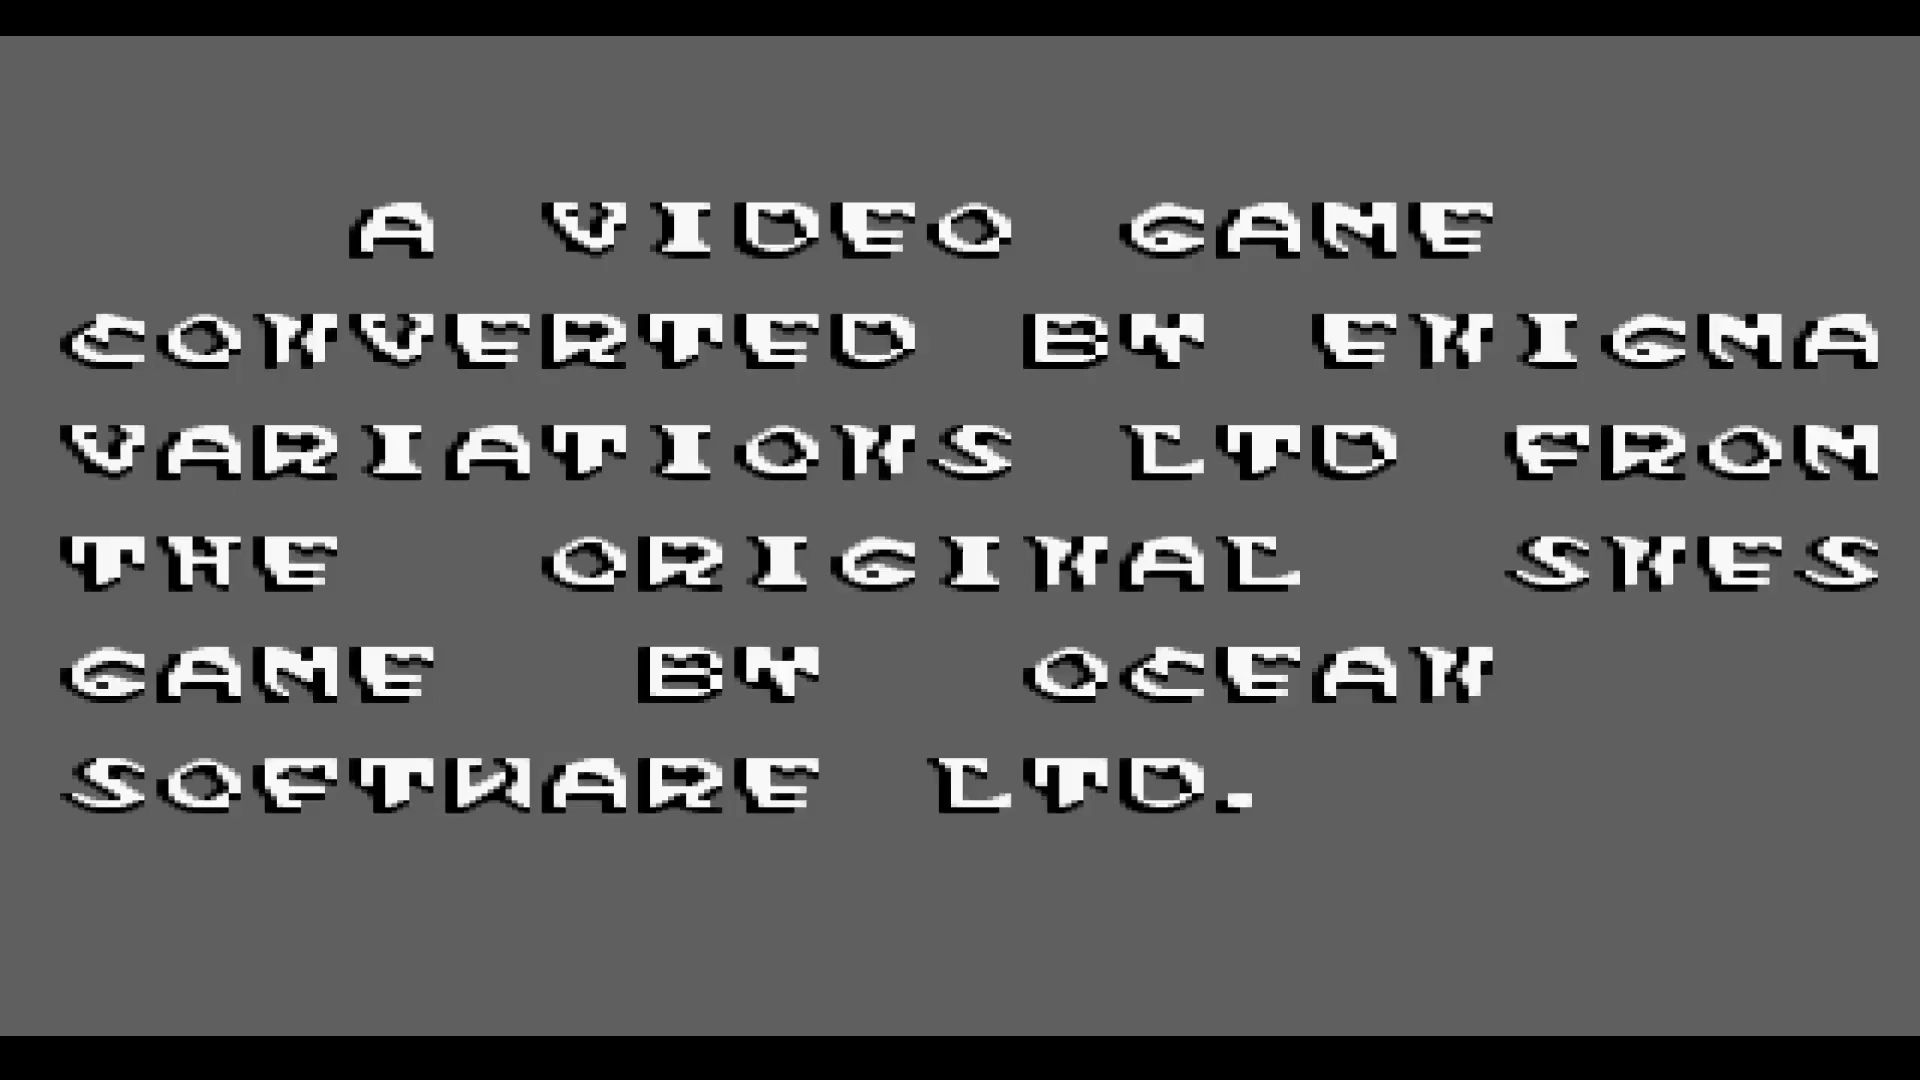 A VIDEO GAME
CONVERTED BY ENIGMA
VARIATIONS LTD FROM
THE ORIGINAL SNES
GAME BY OCEAN
SOFTWARE LTD.